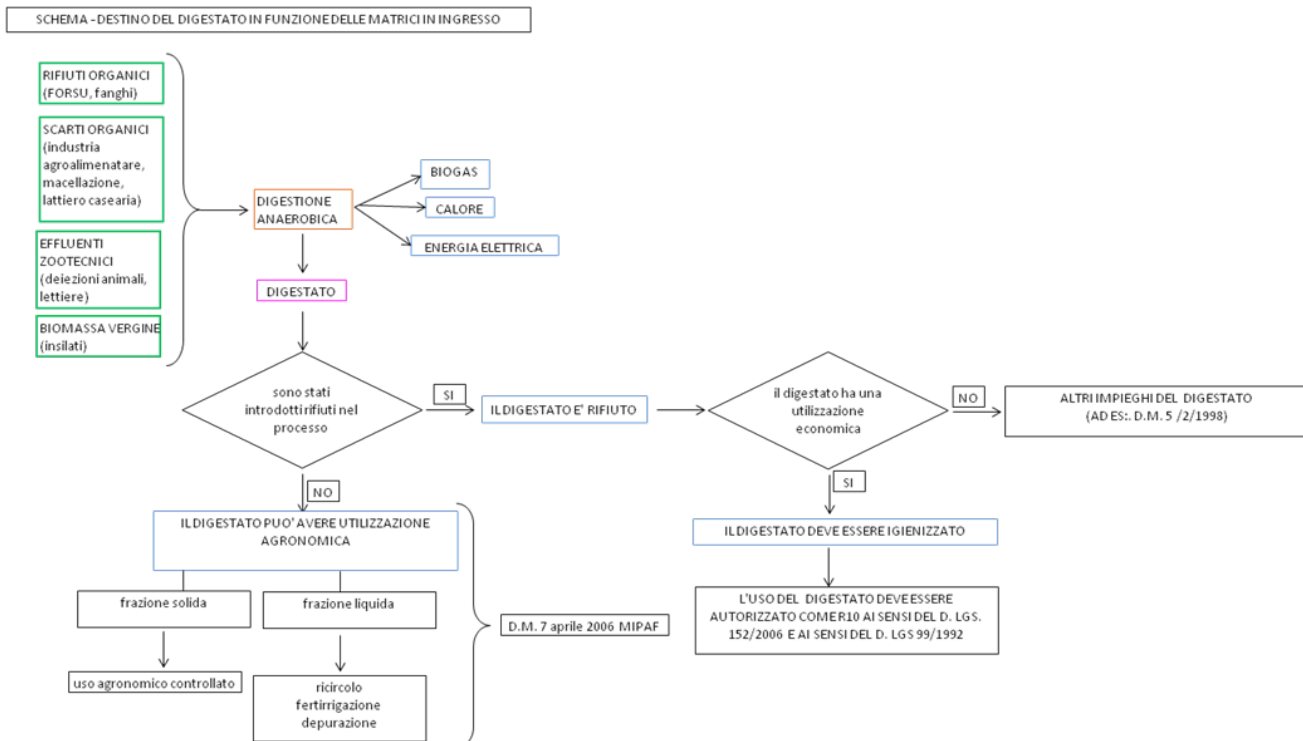 SCHEMA - DESTINO DEL DIGESTATO IN FUNZIONE DELLE MATRICI IN INGRESSO
RIFIUTI ORGANICI
(FORSU, fanghi)
SCARTI ORGANICI
(industria
agroalimenatare,
macellazione,
lattiero casearia)
EFFLUENTI
ZOOTECNICI
(deiezioni animali,
lettiere)
BIOMASSA VERGINE
(insilati)
DIGESTIONE
ANAEROBICA
BIOGAS
CALORE
ENERGIA ELETTRICA
DIGESTATO
sono stati
introdotti rifiuti nel
processo
SI
IL DIGESTATO E' RIFIUTO
il digestato ha una
utilizzazione
economica
NO
ALTRI IMPIEGHI DEL DIGESTATO
(AD ES:. D.M. 5 /2/1998)
NO
SI
IL DIGESTATO PUO' AVERE UTILIZZAZIONE
AGRONOMICA
IL DIGESTATO DEVE ESSERE IGIENIZZATO
frazione solida
frazione liquida
D.M. 7 aprile 2006 MIPAF
L'USO DEL DIGESTATO DEVE ESSERE
AUTORIZZATO COME R10 AI SENSI DEL D. LGS.
152/2006 E AI SENSI DEL D. LGS 99/1992
uso agronomico controllato
ricircolo
fertirrigazione
depurazione